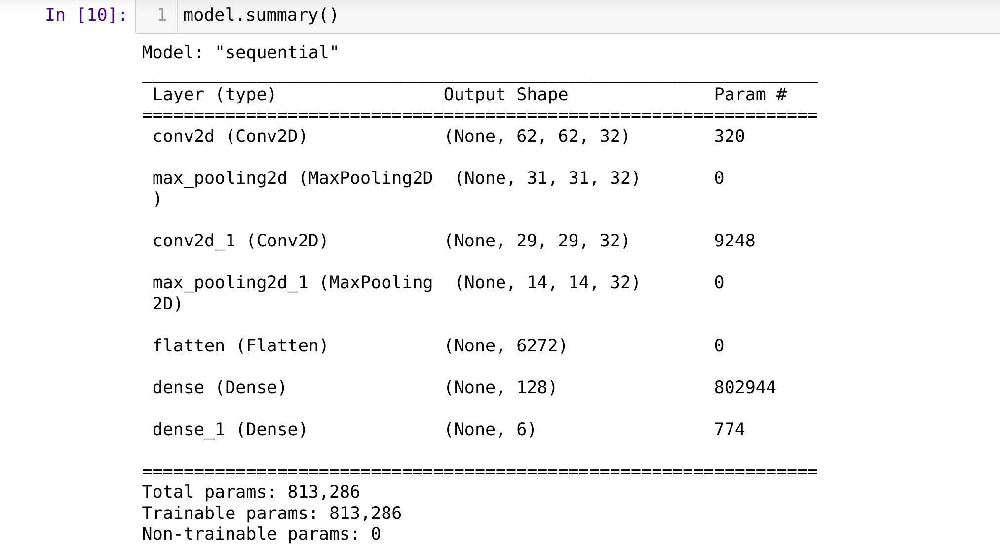 In [10]: 1 model.summary()
Model: "sequential"
_________________________________________________________________
Layer (type) Output Shape Param #
=================================================================
conv2d (Conv2D) (None, 62, 62, 32) 320
max_pooling2d (MaxPooling2D (None, 31, 31, 32) 0
)
conv2d_1 (Conv2D) (None, 29, 29, 32) 9248
max_pooling2d_1 (MaxPooling (None, 14, 14, 32) 0
2D)
flatten (Flatten) (None, 6272) 0
dense (Dense) (None, 128) 802944
dense_1 (Dense) (None, 6) 774
=================================================================
Total params: 813,286
Trainable params: 813,286
Non-trainable params: 0